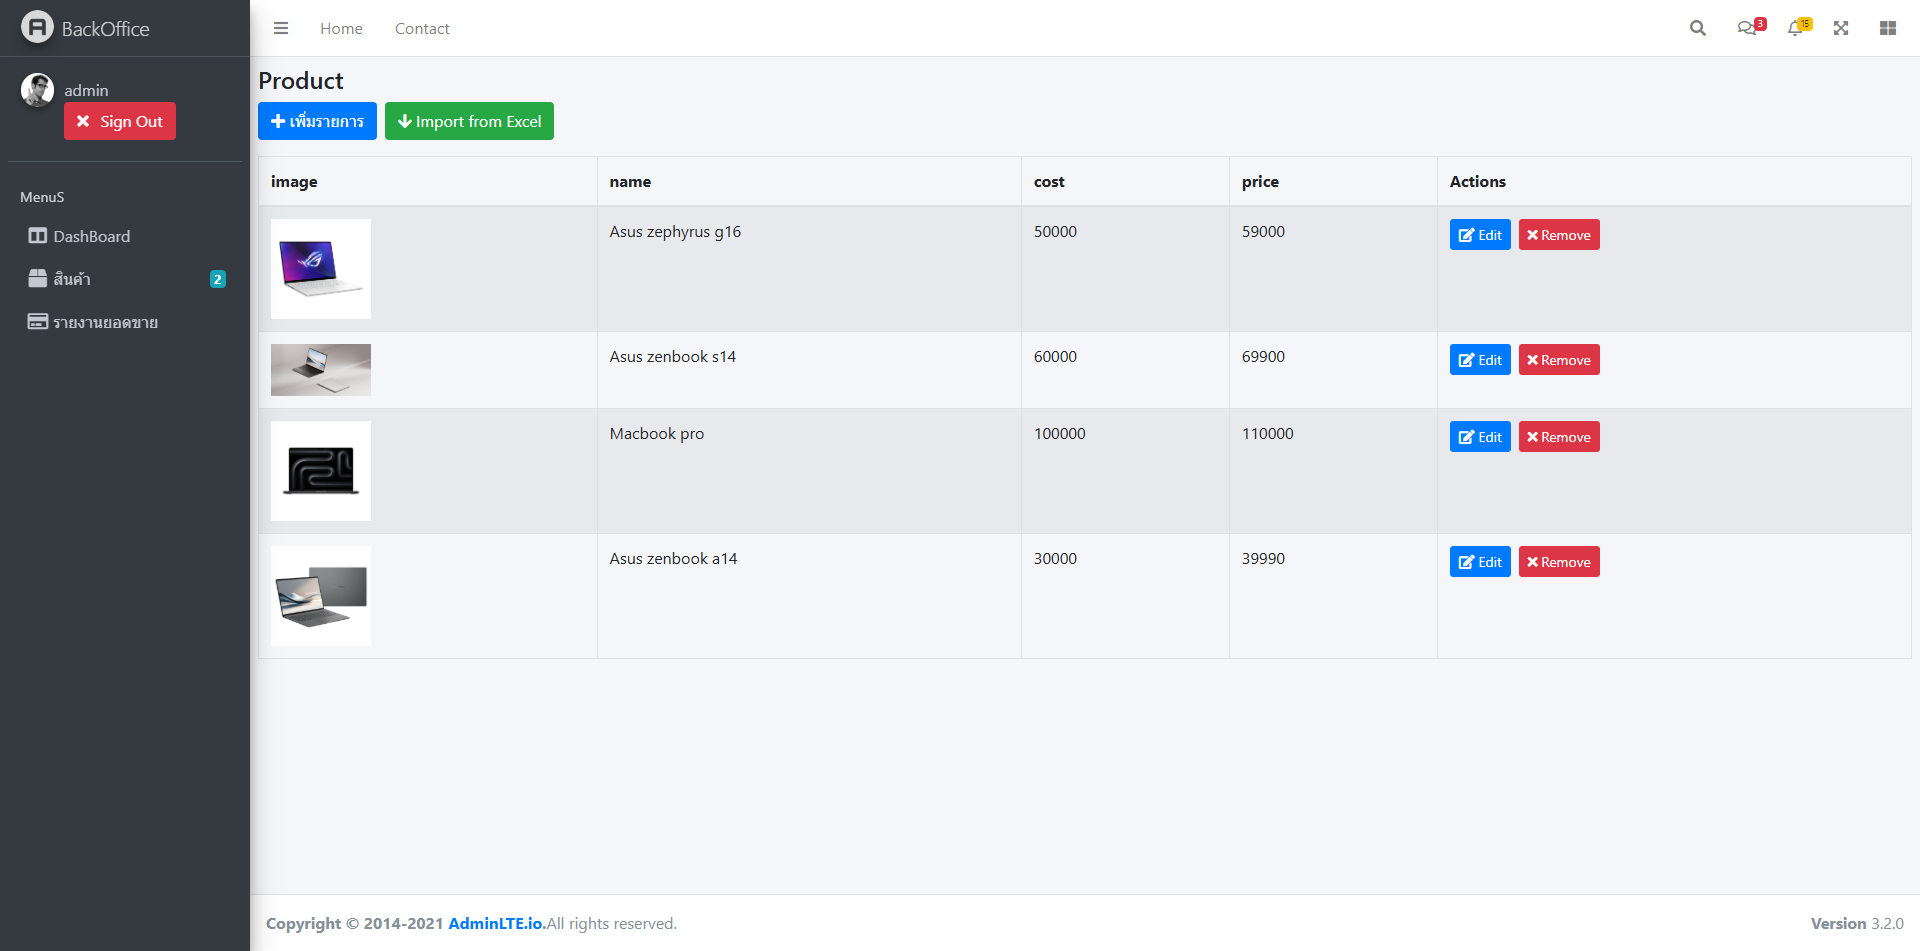 BackOffice
Home
Contact
3
15
admin
Sign Out
MenuS
DashBoard
สินค้า
2
รายงานยอดขาย
Product
เพิ่มรายการ
Import from Excel
image name cost price Actions
Asus zephyrus g16 50000 59000 Edit Remove
Asus zenbook s14 60000 69900 Edit Remove
Macbook pro 100000 110000 Edit Remove
Asus zenbook a14 30000 39990 Edit Remove
Copyright © 2014-2021 AdminLTE.io.All rights reserved.
Version 3.2.0